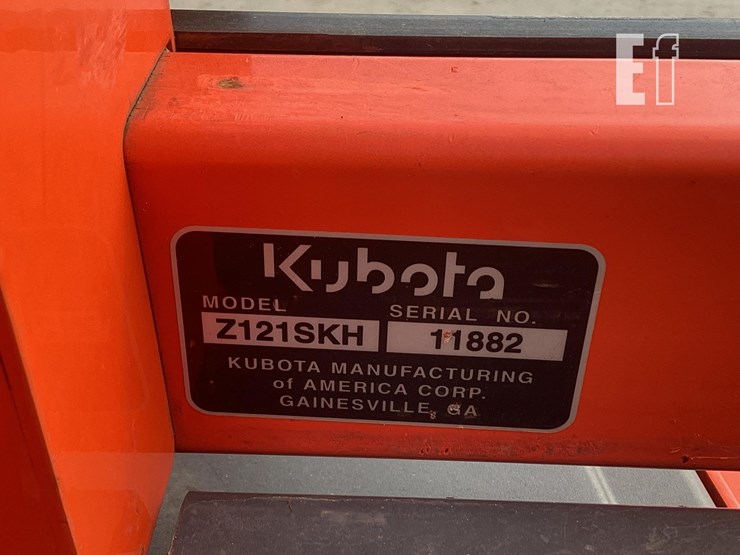 Ef
Kubota
MODEL SERIAL NO.
Z121SKH 11882
KUBOTA MANUFACTURING
of AMERICA CORP.
GAINESVILLE, GA